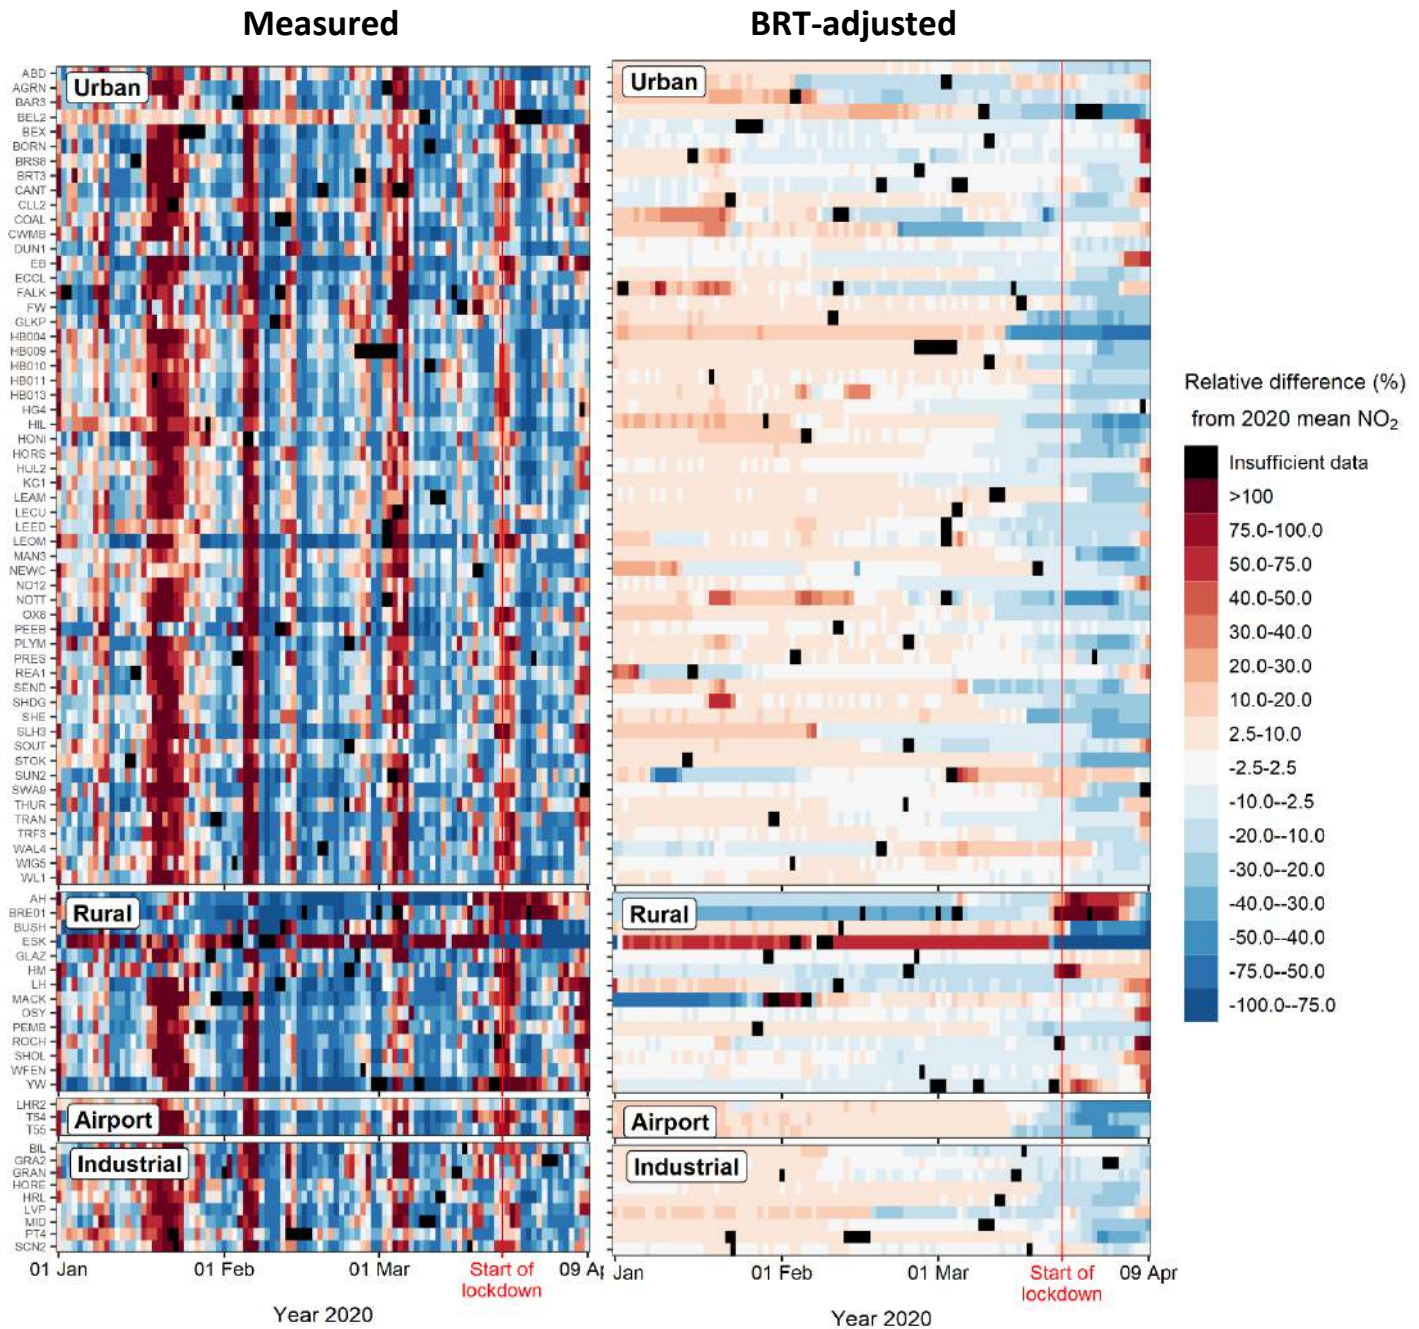 Measured
BRT-adjusted
Urban
ABD
AGRN
BAR3
BEL2
BEX
BORN
BRS8
BRT3
CANT
CLL2
COAL
CWMB
DUN1
EB
ECCL
FALK
FW
GLKP
HB004
HB009
HB010
HB011
HB013
HG4
HIL
HONI
HORS
HUL2
KC1
LEAM
LECU
LEED
LEOM
MAN3
NEWC
NO12
NOTT
OX8
PEEB
PLYM
PRES
REA1
SEND
SHDG
SHE
SLH3
SOUT
STOK
SUN2
SWA9
THUR
TRAN
TRF3
WAL4
WIG5
WL1
Rural
AH
BRE01
BUSH
ESK
GLAZ
HM
LH
MACK
OSY
PEMB
ROCH
SHOL
WFEN
YW
Airport
LHR2
T54
T55
Industrial
BIL
GRA2
GRAN
HORE
HRL
LVP
MID
PT4
SCN2
01 Jan
01 Feb
01 Mar
Start of
lockdown
09 Ap
Year 2020
Urban
Rural
Airport
Industrial
Jan
01 Feb
01 Mar
Start of
lockdown
09 Apr
Year 2020
Relative difference (%)
from 2020 mean NO₂
Insufficient data
>100
75.0-100.0
50.0-75.0
40.0-50.0
30.0-40.0
20.0-30.0
10.0-20.0
2.5-10.0
-2.5-2.5
-10.0--2.5
-20.0--10.0
-30.0--20.0
-40.0--30.0
-50.0--40.0
-75.0--50.0
-100.0--75.0